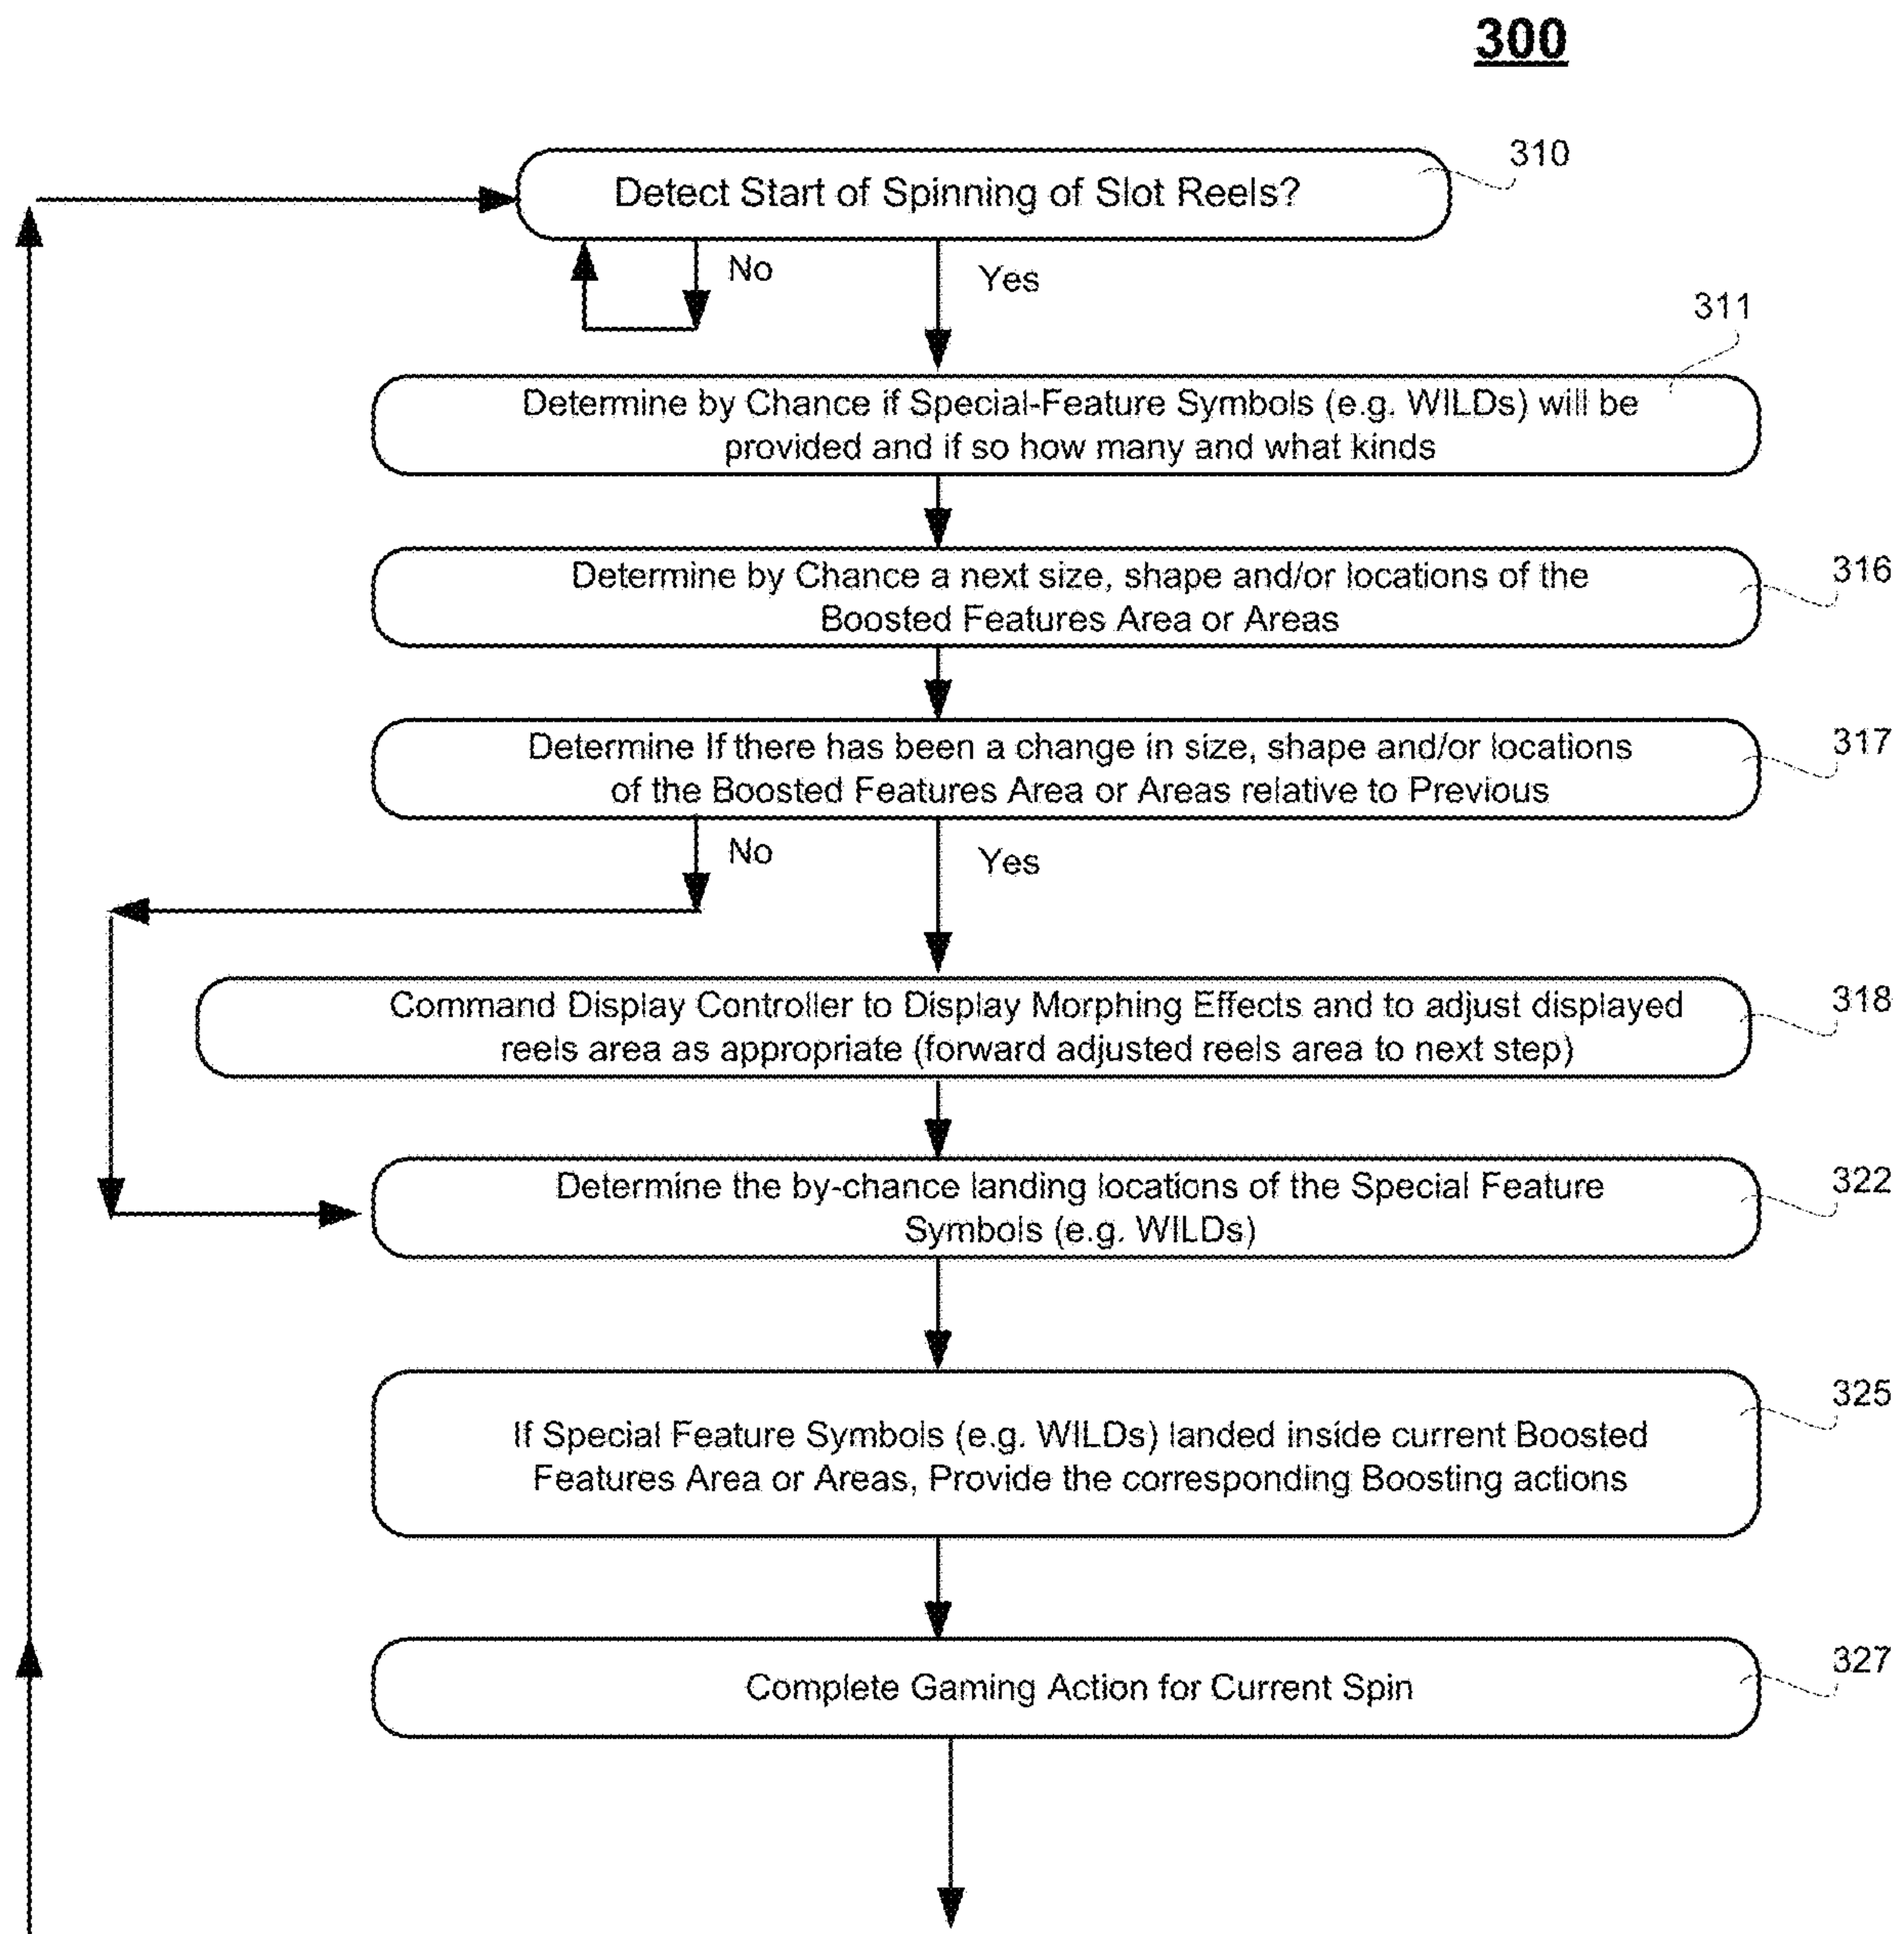 300
310
Detect Start of Spinning of Slot Reels?
No
Yes
311
Determine by Chance if Special-Feature Symbols (e.g. WILDs) will be
provided and if so how many and what kinds
316
Determine by Chance a next size, shape and/or locations of the
Boosted Features Area or Areas
317
Determine If there has been a change in size, shape and/or locations
of the Boosted Features Area or Areas relative to Previous
No
Yes
318
Command Display Controller to Display Morphing Effects and to adjust displayed
reels area as appropriate (forward adjusted reels area to next step)
322
Determine the by-chance landing locations of the Special Feature
Symbols (e.g. WILDs)
325
If Special Feature Symbols (e.g. WILDs) landed inside current Boosted
Features Area or Areas, Provide the corresponding Boosting actions
327
Complete Gaming Action for Current Spin